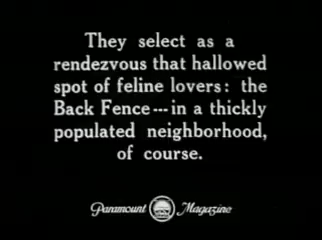 They select as a
rendezvous that hallowed
spot of feline lovers: the
Back Fence---in a thickly
populated neighborhood,
of course.
Paramount Magazine